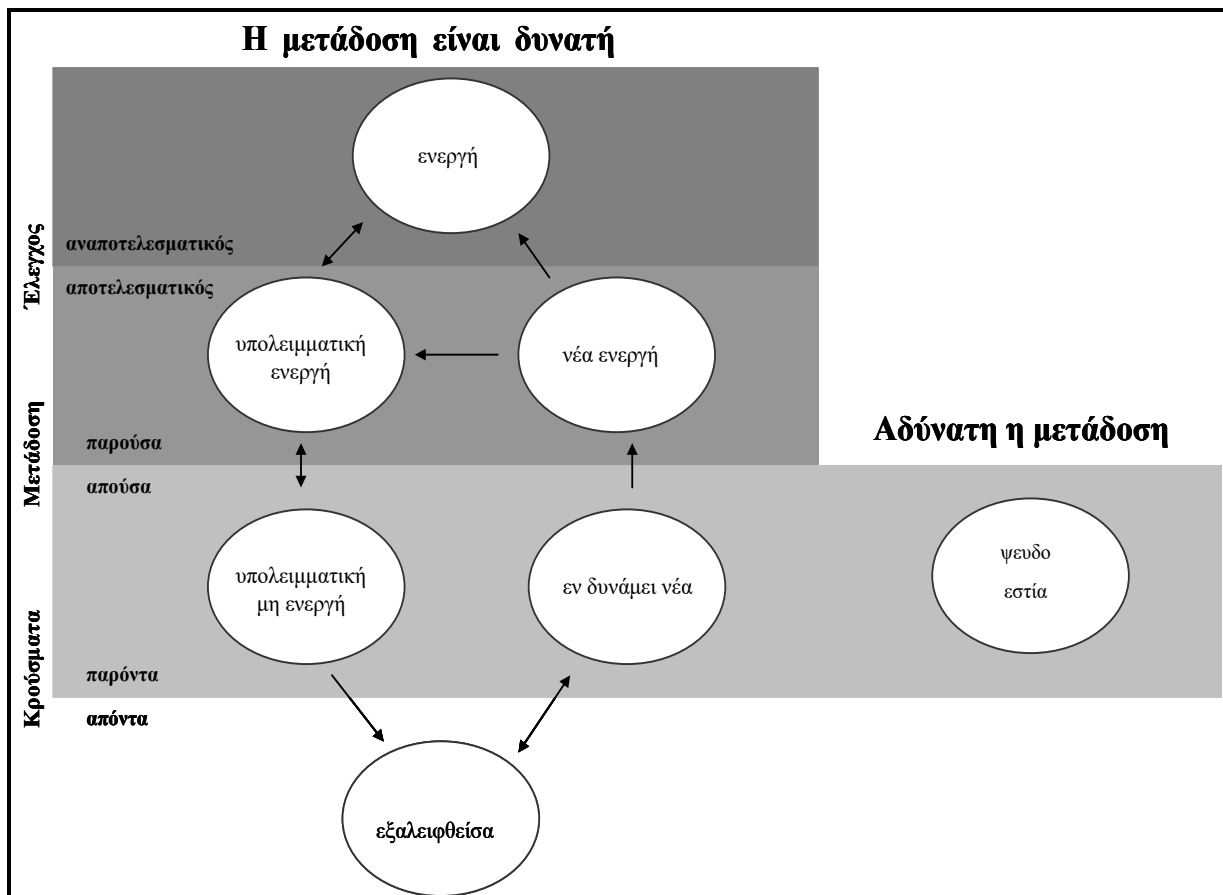 Η μετάδοση είναι δυνατή
ενεργή
Έλεγχος
αναποτελεσματικός
αποτελεσματικός
υπολειμματική
ενεργή
νέα ενεργή
Μετάδοση
παρούσα
απούσα
Αδύνατη η μετάδοση
υπολειμματική
μη ενεργή
εν δυνάμει νέα
ψευδο
εστία
Κρούσματα
παρόντα
απόντα
εξαλειφθείσα